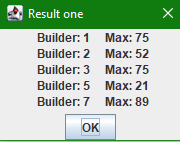 Result one
Builder: 1 Max: 75
Builder: 2 Max: 52
Builder: 3 Max: 75
Builder: 5 Max: 21
Builder: 7 Max: 89
OK